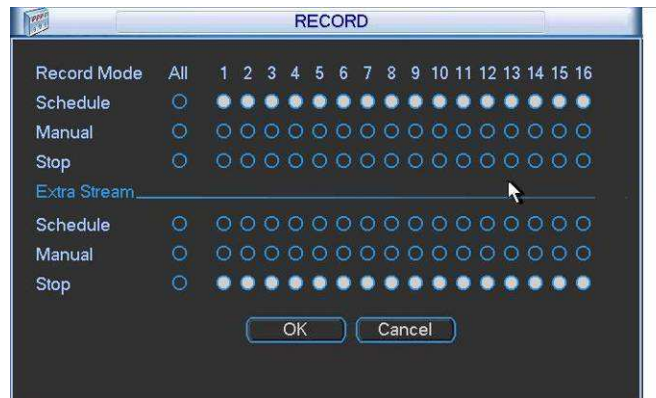 RECORD
Record Mode All 1 2 3 4 5 6 7 8 9 10 11 12 13 14 15 16
Schedule
Manual
Stop
Extra Stream
Schedule
Manual
Stop
OK Cancel